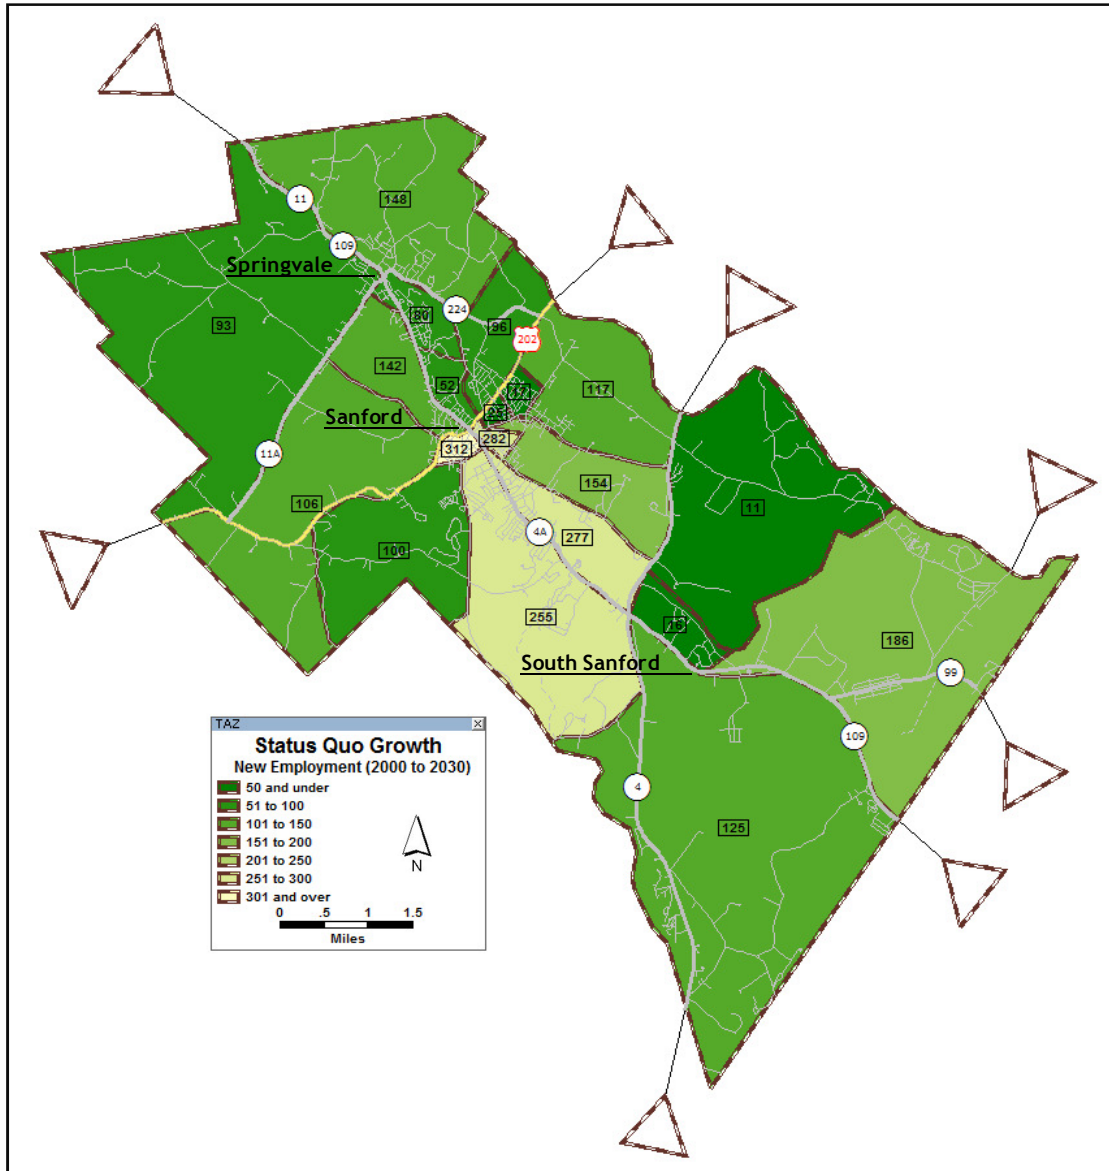 148
11
109
Springvale
224
80
96
93
202
142
52
117
Sanford
25
282
312
11A
154
106
11
4A
277
100
255
16
186
South Sanford
99
109
4
125
TAZ
Status Quo Growth
New Employment (2000 to 2030)
50 and under
51 to 100
101 to 150
151 to 200
201 to 250
251 to 300
301 and over
N
0 .5 1 1.5
Miles